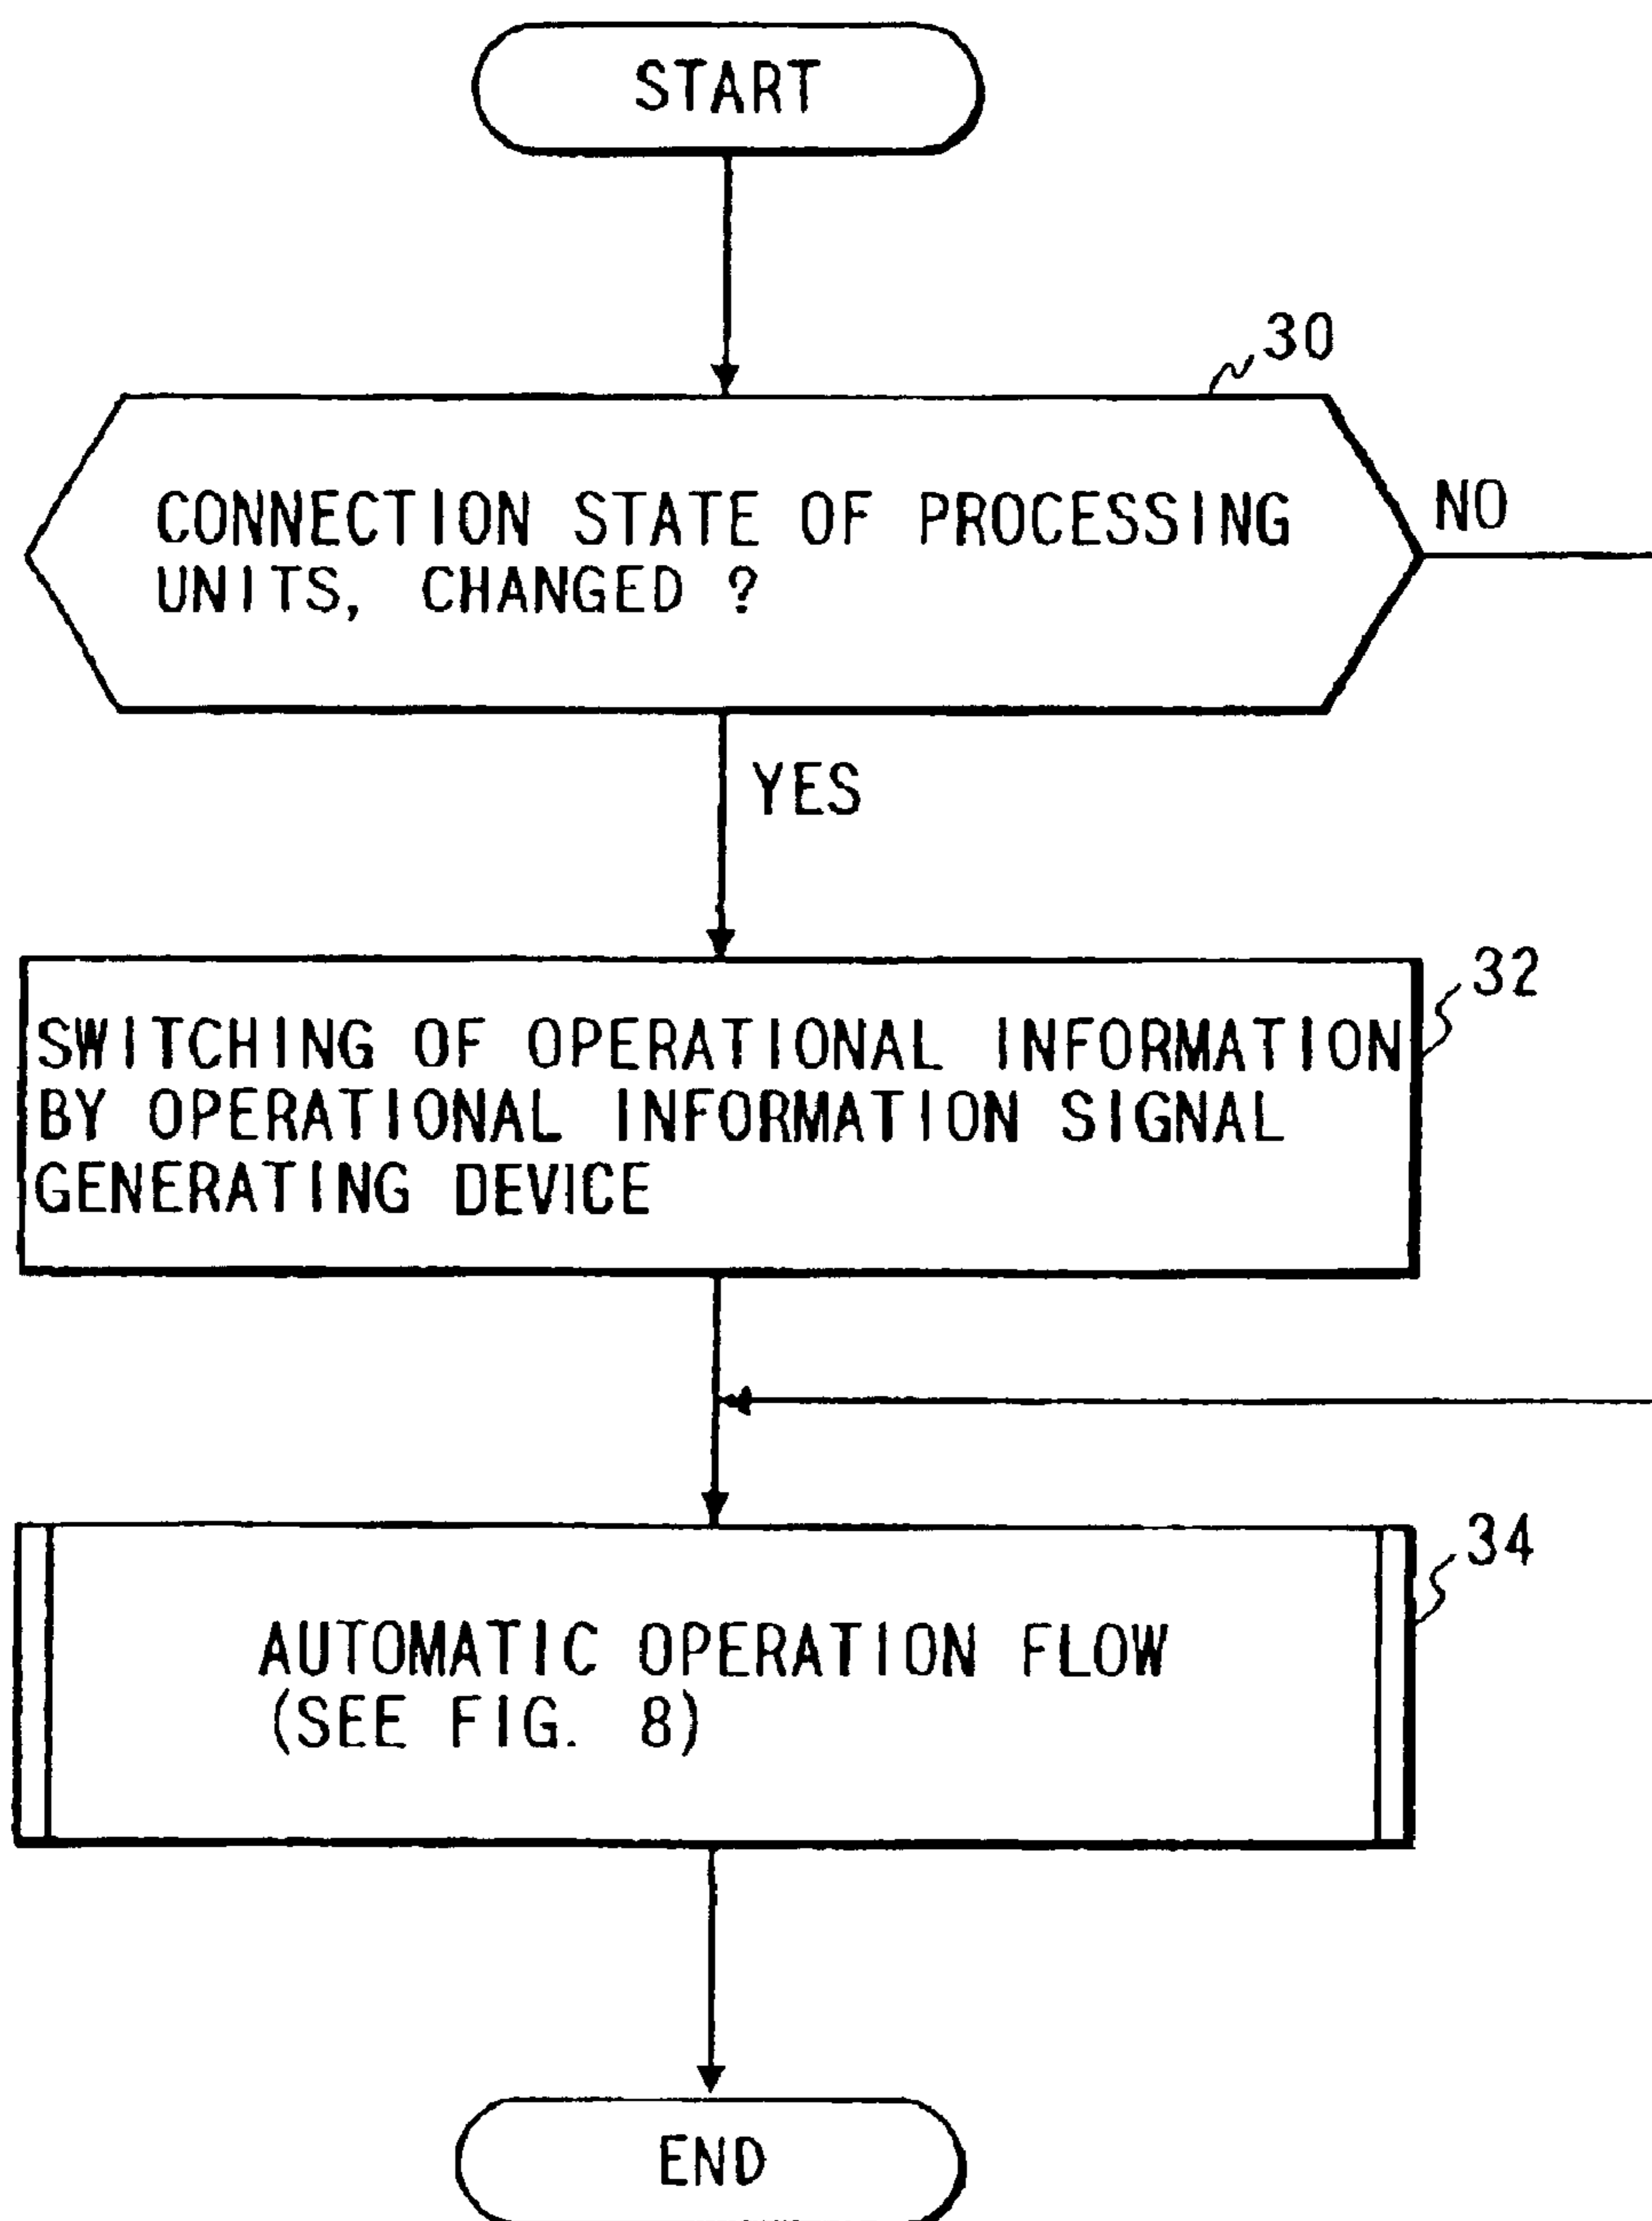 START
30
CONNECTION STATE OF PROCESSING
UNITS, CHANGED ?
NO
YES
32
SWITCHING OF OPERATIONAL INFORMATION
BY OPERATIONAL INFORMATION SIGNAL
GENERATING DEVICE
34
AUTOMATIC OPERATION FLOW
(SEE FIG. 8)
END